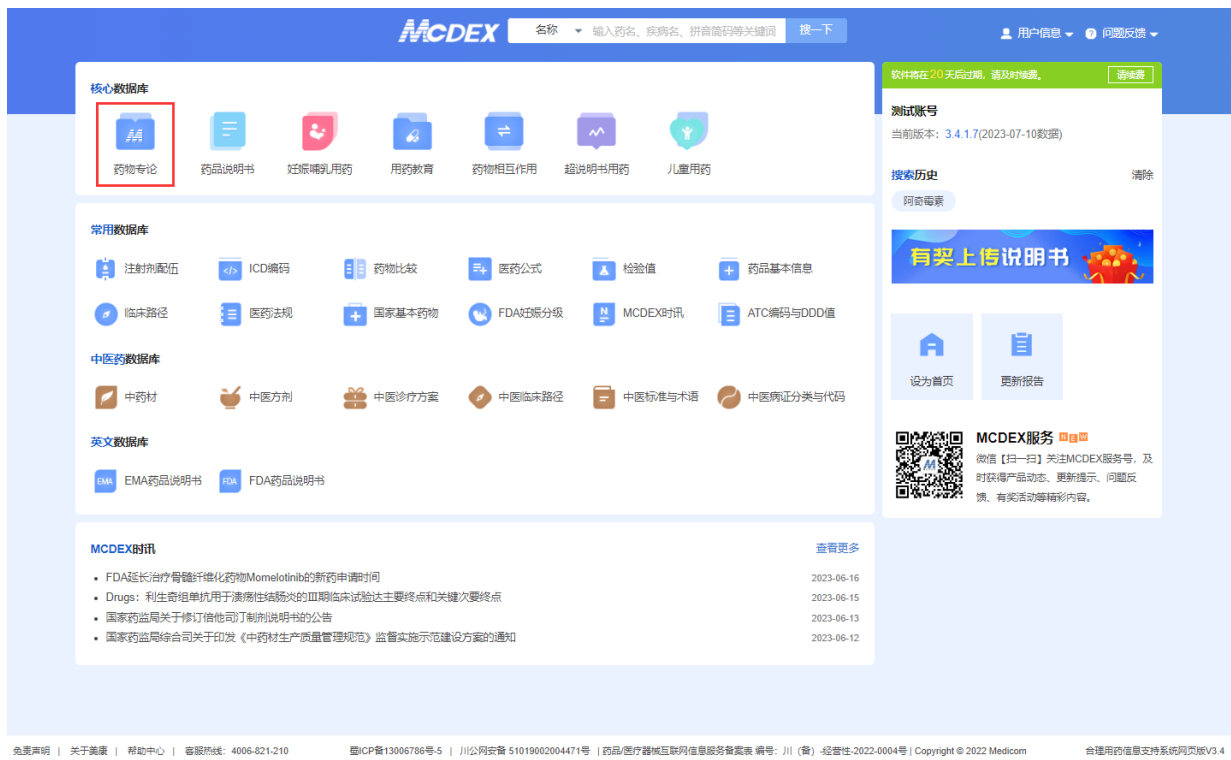 MCDEX 名称 输入药名、疾病名、拼音简码等关键词 搜一下 用户信息 问题反馈
核心数据库
药物专论 药品说明书 妊娠哺乳用药 用药教育 药物相互作用 超说明书用药 儿童用药
常用数据库
注射剂配伍 ICD编码 药物比较 医药公式 检验值 药品基本信息
临床路径 医药法规 国家基本药物 FDA妊娠分级 MCDEX时讯 ATC编码与DDD值
中医药数据库
中药材 中医方剂 中医诊疗方案 中医临床路径 中医标准与术语 中医病证分类与代码
英文数据库
EMA EMA药品说明书 FDA FDA药品说明书
MCDEX时讯 查看更多
• FDA延长治疗骨髓纤维化药物Momelotinib的新药申请时间 2023-06-16
• Drugs：利生奇组单抗用于溃疡性结肠炎的III期临床试验达主要终点和关键次要终点 2023-06-15
• 国家药监局关于修订倍他司汀制剂说明书的公告 2023-06-13
• 国家药监局综合司关于印发《中药材生产质量管理规范》监督实施示范建设方案的通知 2023-06-12
软件将在20天后过期，请及时续费。 请续费
测试账号
当前版本：3.4.1.7(2023-07-10数据)
搜索历史 清除
阿奇霉素
有奖上传说明书
设为首页 更新报告
MCDEX服务 NEW
微信【扫一扫】关注MCDEX服务号，及
时获得产品动态、更新提示、问题反
馈、有奖活动等精彩内容。
免责声明 | 关于美康 | 帮助中心 | 客服热线：4006-821-210 蜀ICP备13006786号-5 | 川公网安备 51019002004471号 | 药品/医疗器械互联网信息服务备案表 编号：川（备）-经营性-2022-0004号 | Copyright © 2022 Medicom 合理用药信息支持系统网页版V3.4